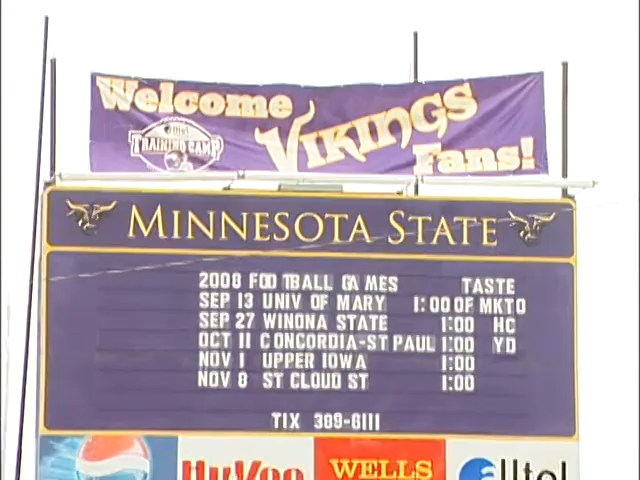 Welcome VIKINGS Fans!
TRAINING CAMP
MINNESOTA STATE
2008 FOOTBALL GAMES TASTE
SEP 13 UNIV OF MARY 1:00 OF MKTO
SEP 27 WINONA STATE 1:00 HC
OCT 11 CONCORDIA-ST PAUL 1:00 YD
NOV 1 UPPER IOWA 1:00
NOV 8 ST CLOUD ST 1:00
TIX 389-6111
HyVee WELLS alltel